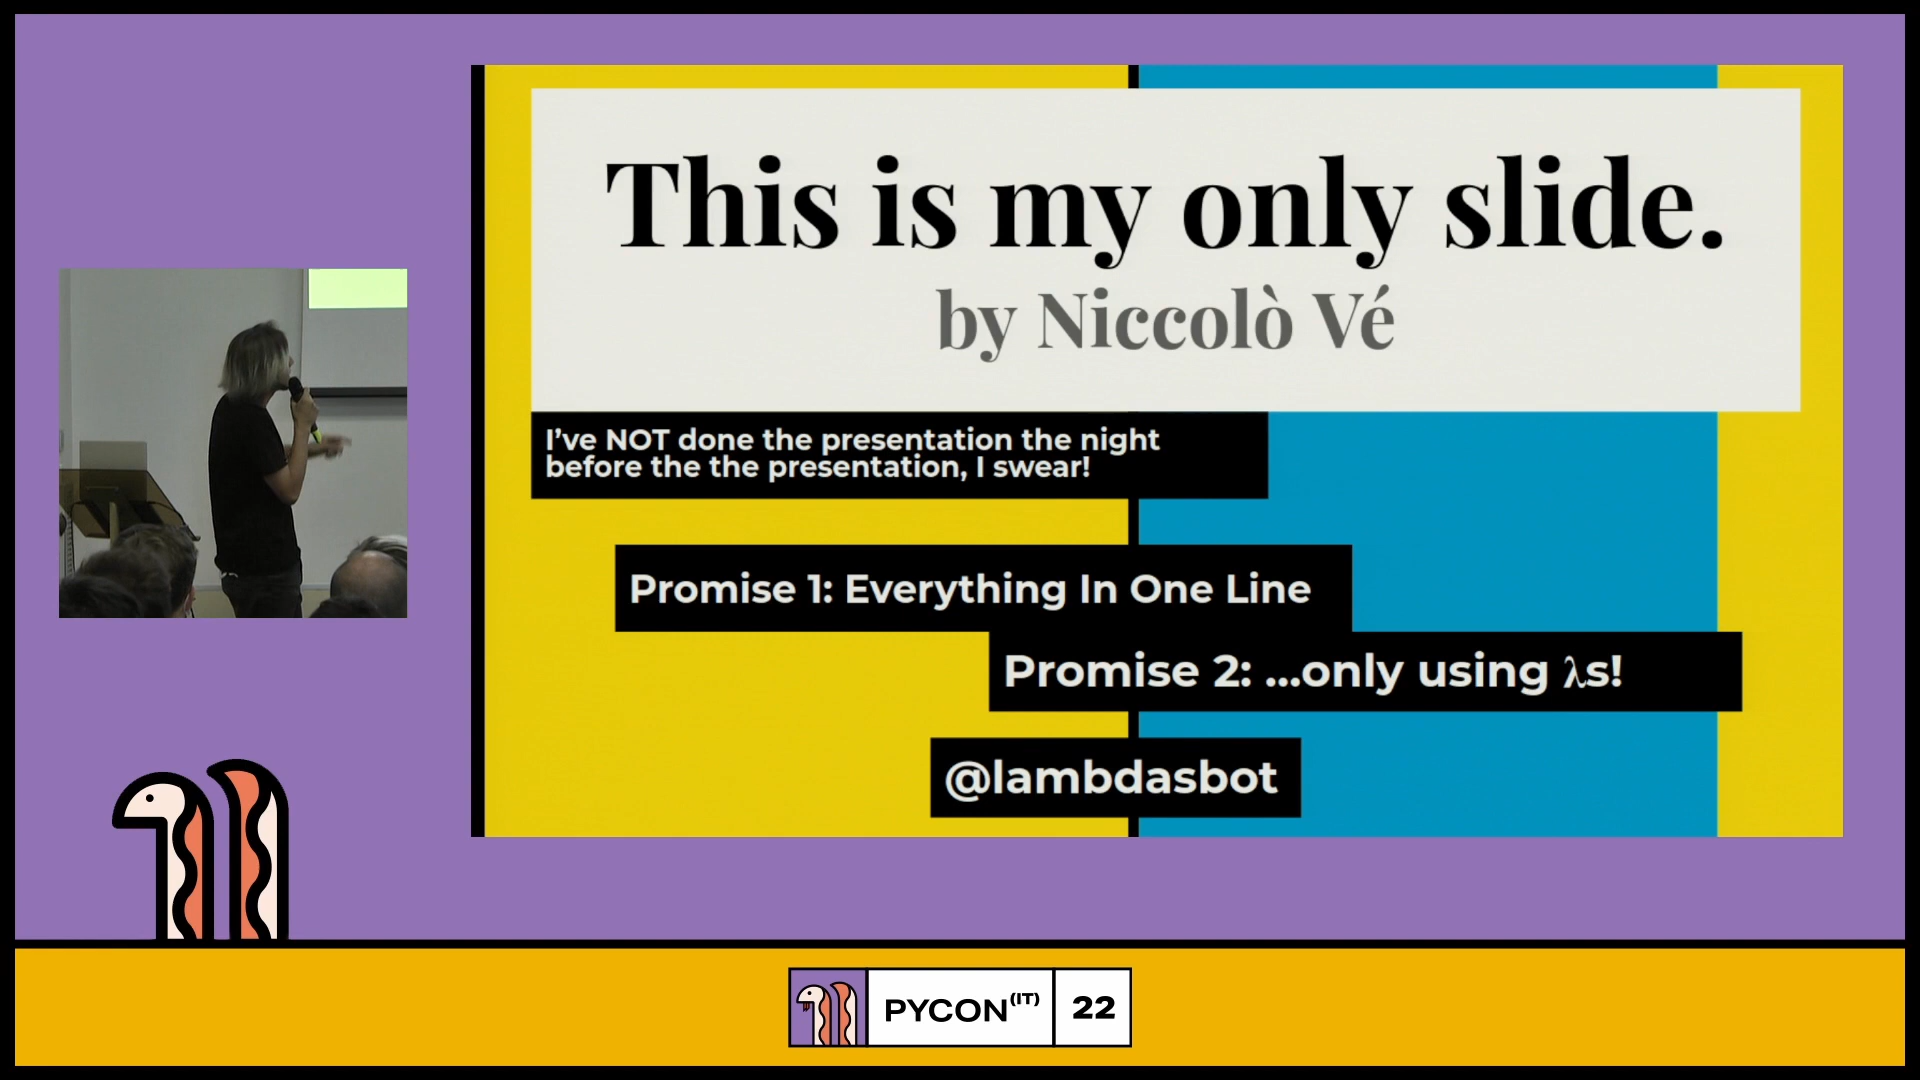 This is my only slide.
by Niccolò Vé
I’ve NOT done the presentation the night
before the the presentation, I swear!
Promise 1: Everything In One Line
Promise 2: ...only using λs!
@lambdasbot
PYCON(IT) 22